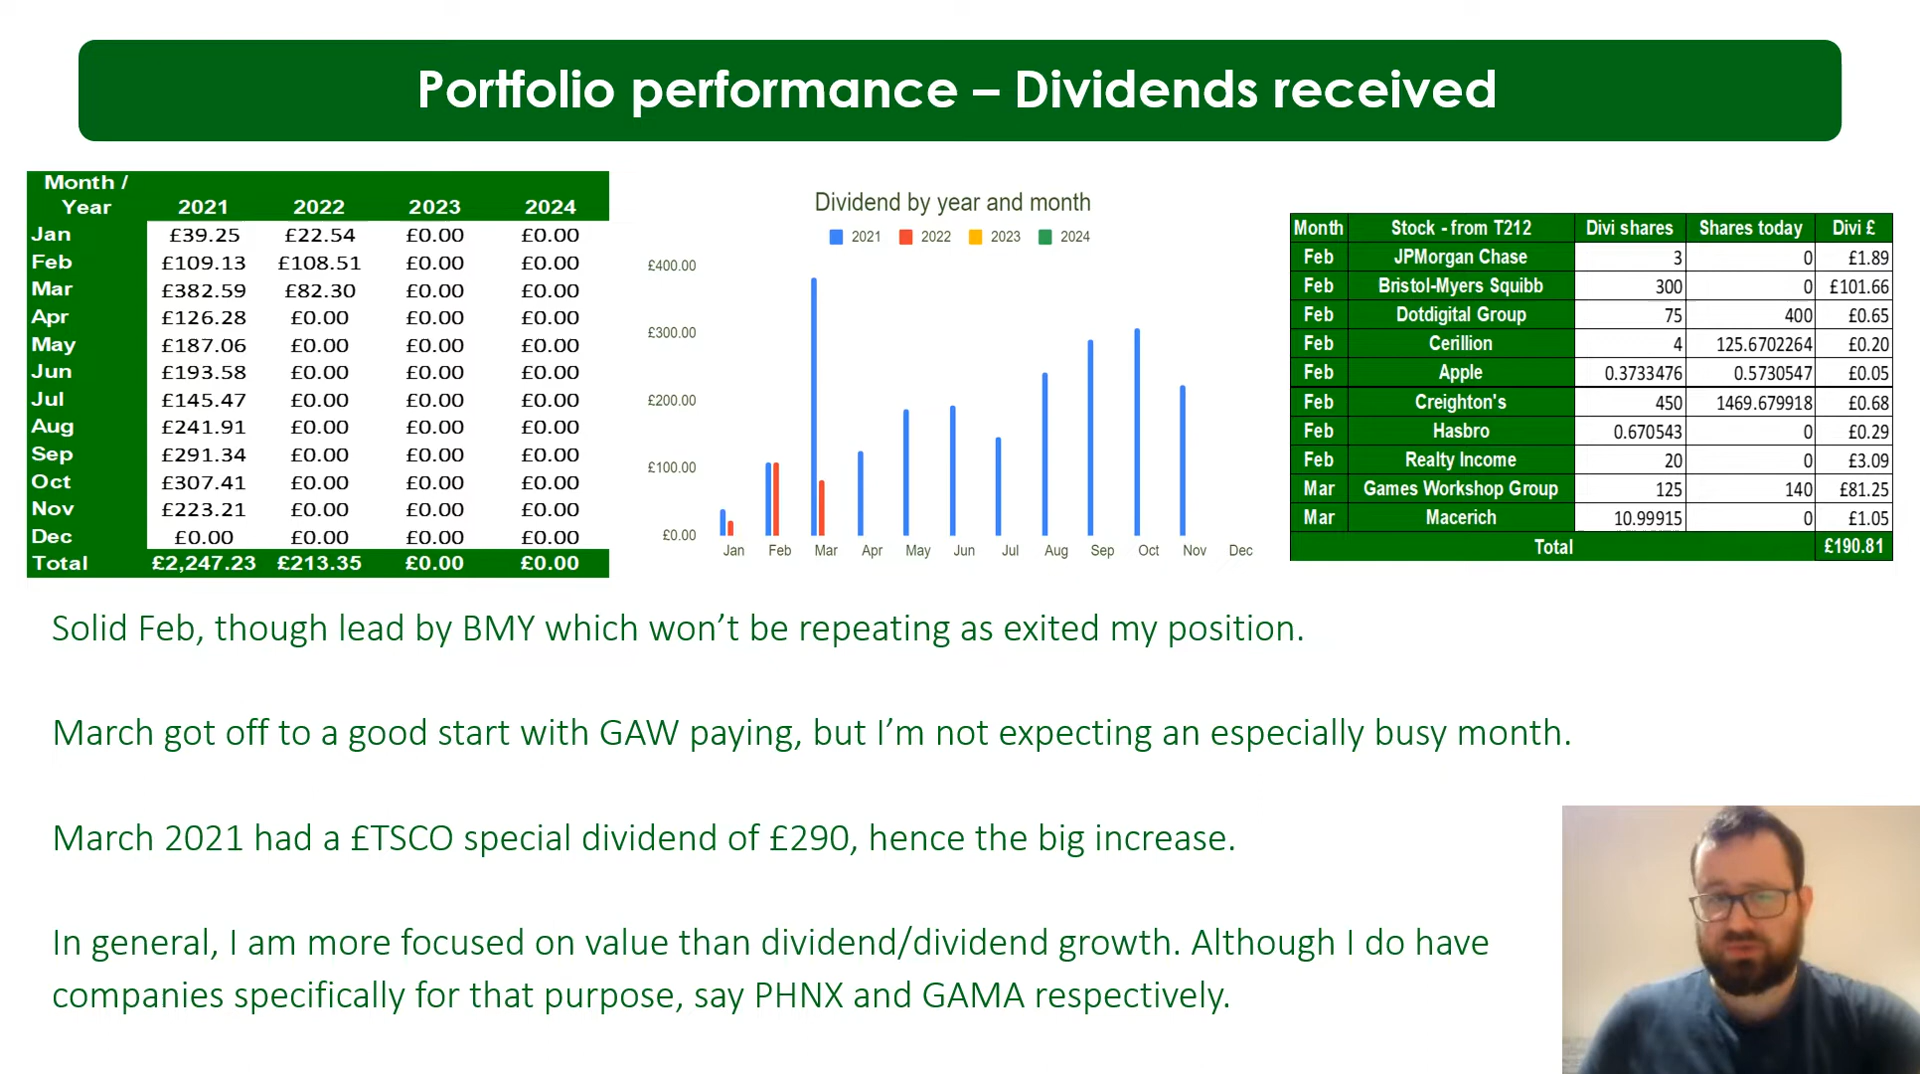 Portfolio performance – Dividends received
Month / Year 2021 2022 2023 2024
Jan £39.25 £22.54 £0.00 £0.00
Feb £109.13 £108.51 £0.00 £0.00
Mar £382.59 £82.30 £0.00 £0.00
Apr £126.28 £0.00 £0.00 £0.00
May £187.06 £0.00 £0.00 £0.00
Jun £193.58 £0.00 £0.00 £0.00
Jul £145.47 £0.00 £0.00 £0.00
Aug £241.91 £0.00 £0.00 £0.00
Sep £291.34 £0.00 £0.00 £0.00
Oct £307.41 £0.00 £0.00 £0.00
Nov £223.21 £0.00 £0.00 £0.00
Dec £0.00 £0.00 £0.00 £0.00
Total £2,247.23 £213.35 £0.00 £0.00
Dividend by year and month
2021 2022 2023 2024
£400.00
£300.00
£200.00
£100.00
£0.00
Jan Feb Mar Apr May Jun Jul Aug Sep Oct Nov Dec
Month Stock - from T212 Divi shares Shares today Divi £
Feb JPMorgan Chase 3 0 £1.89
Feb Bristol-Myers Squibb 300 0 £101.66
Feb Dotdigital Group 75 400 £0.65
Feb Cerillion 4 125.6702264 £0.20
Feb Apple 0.3733476 0.5730547 £0.05
Feb Creighton's 450 1469.679918 £0.68
Feb Hasbro 0.670543 0 £0.29
Feb Realty Income 20 0 £3.09
Mar Games Workshop Group 125 140 £81.25
Mar Macerich 10.99915 0 £1.05
Total £190.81
Solid Feb, though lead by BMY which won’t be repeating as exited my position.
March got off to a good start with GAW paying, but I’m not expecting an especially busy month.
March 2021 had a £TSCO special dividend of £290, hence the big increase.
In general, I am more focused on value than dividend/dividend growth. Although I do have
companies specifically for that purpose, say PHNX and GAMA respectively.